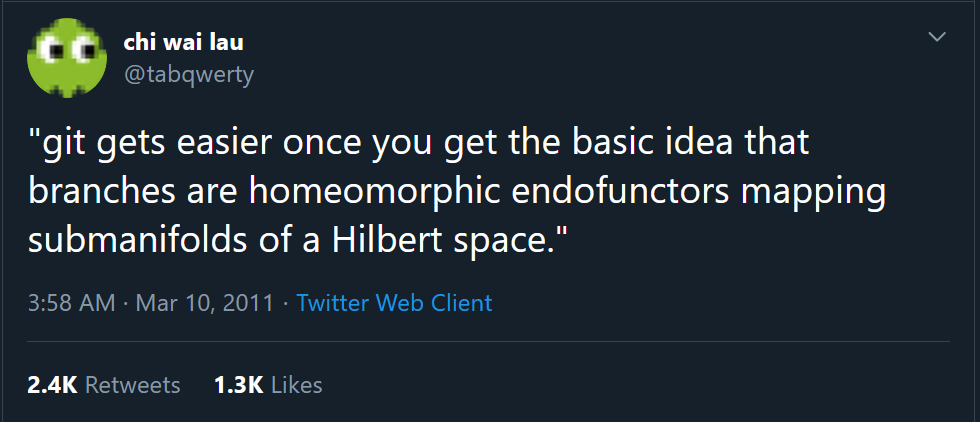 chi wai lau
@tabqwerty
"git gets easier once you get the basic idea that
branches are homeomorphic endofunctors mapping
submanifolds of a Hilbert space."
3:58 AM · Mar 10, 2011 · Twitter Web Client
2.4K Retweets 1.3K Likes